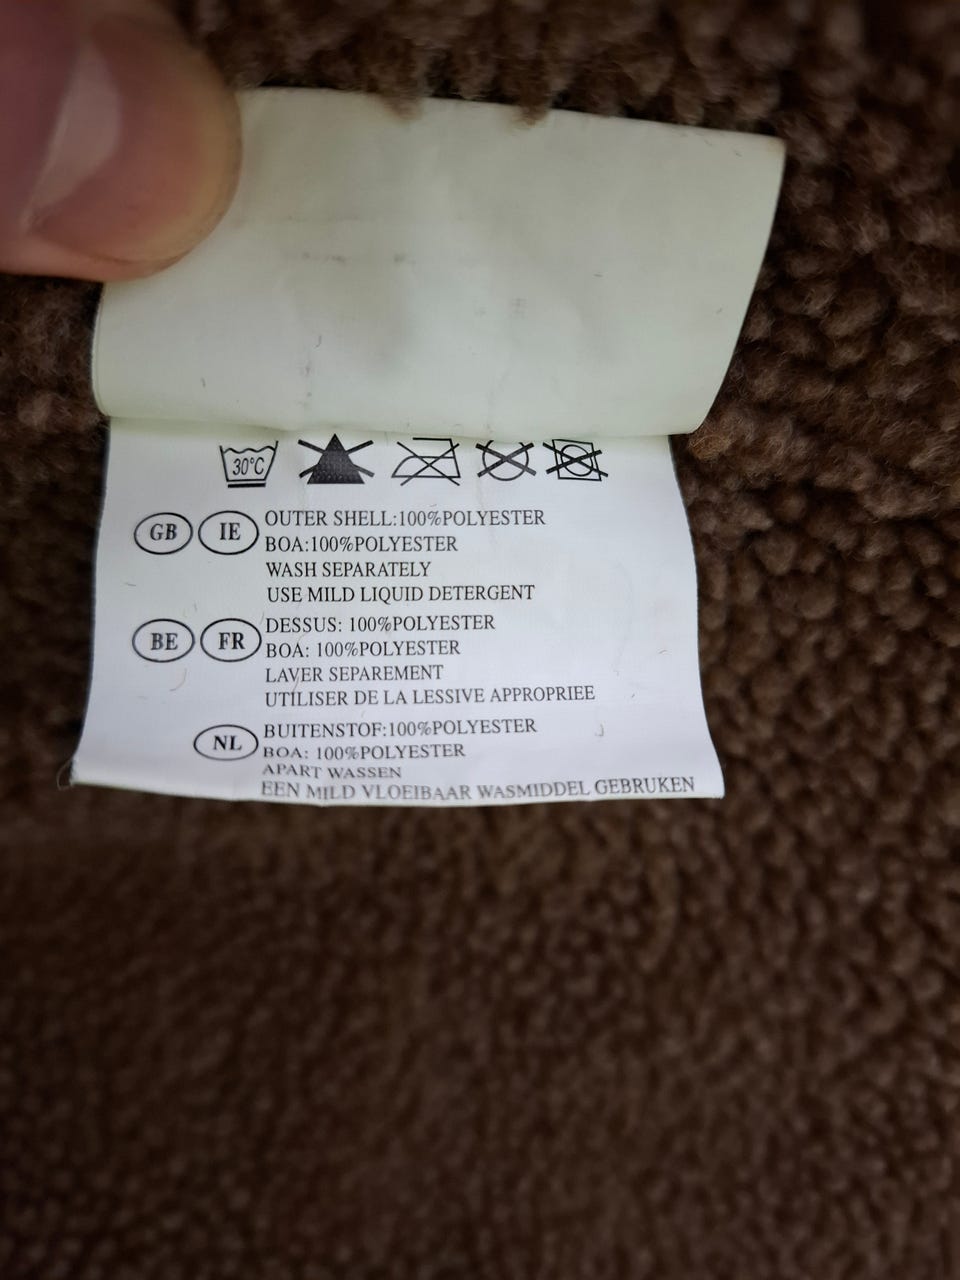 30°C
GB IE OUTER SHELL:100%POLYESTER
BOA:100%POLYESTER
WASH SEPARATELY
USE MILD LIQUID DETERGENT
BE FR DESSUS: 100%POLYESTER
BOA: 100%POLYESTER
LAVER SEPAREMENT
UTILISER DE LA LESSIVE APPROPRIEE
NL BUITENSTOF:100%POLYESTER
BOA: 100%POLYESTER
APART WASSEN
EEN MILD VLOEIBAAR WASMIDDEL GEBRUKEN